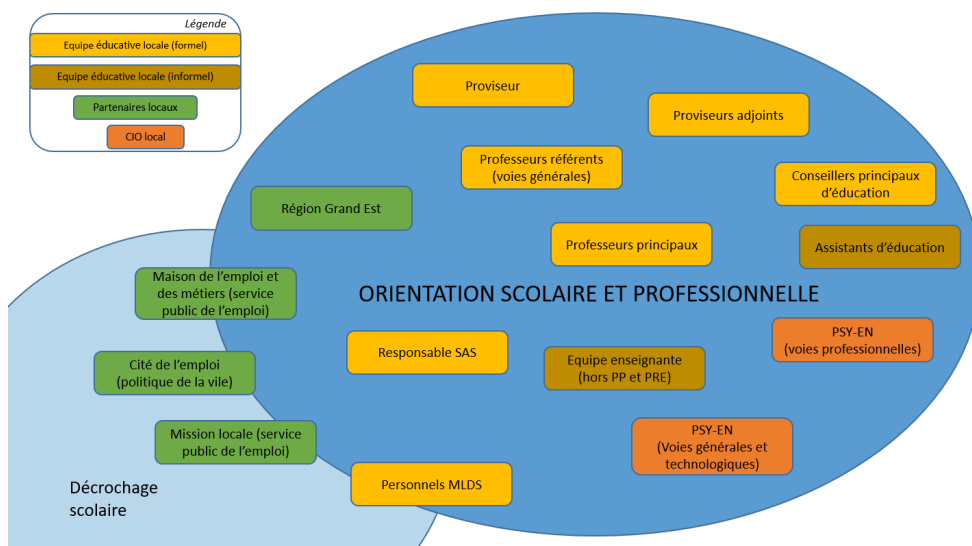 Légende
Equipe éducative locale (formel)
Equipe éducative locale (informel)
Partenaires locaux
CIO local
Proviseur
Proviseurs adjoints
Professeurs référents
(voies générales)
Conseillers principaux
d'éducation
Région Grand Est
Professeurs principaux
Assistants d'éducation
Maison de l'emploi et
des métiers (service
public de l'emploi)
ORIENTATION SCOLAIRE ET PROFESSIONNELLE
PSY-EN
(voies professionnelles)
Responsable SAS
Equipe enseignante
(hors PP et PRE)
Cité de l'emploi
(politique de la vile)
Mission locale (service
public de l'emploi)
PSY-EN
(Voies générales et
technologiques)
Personnels MLDS
Décrochage
scolaire